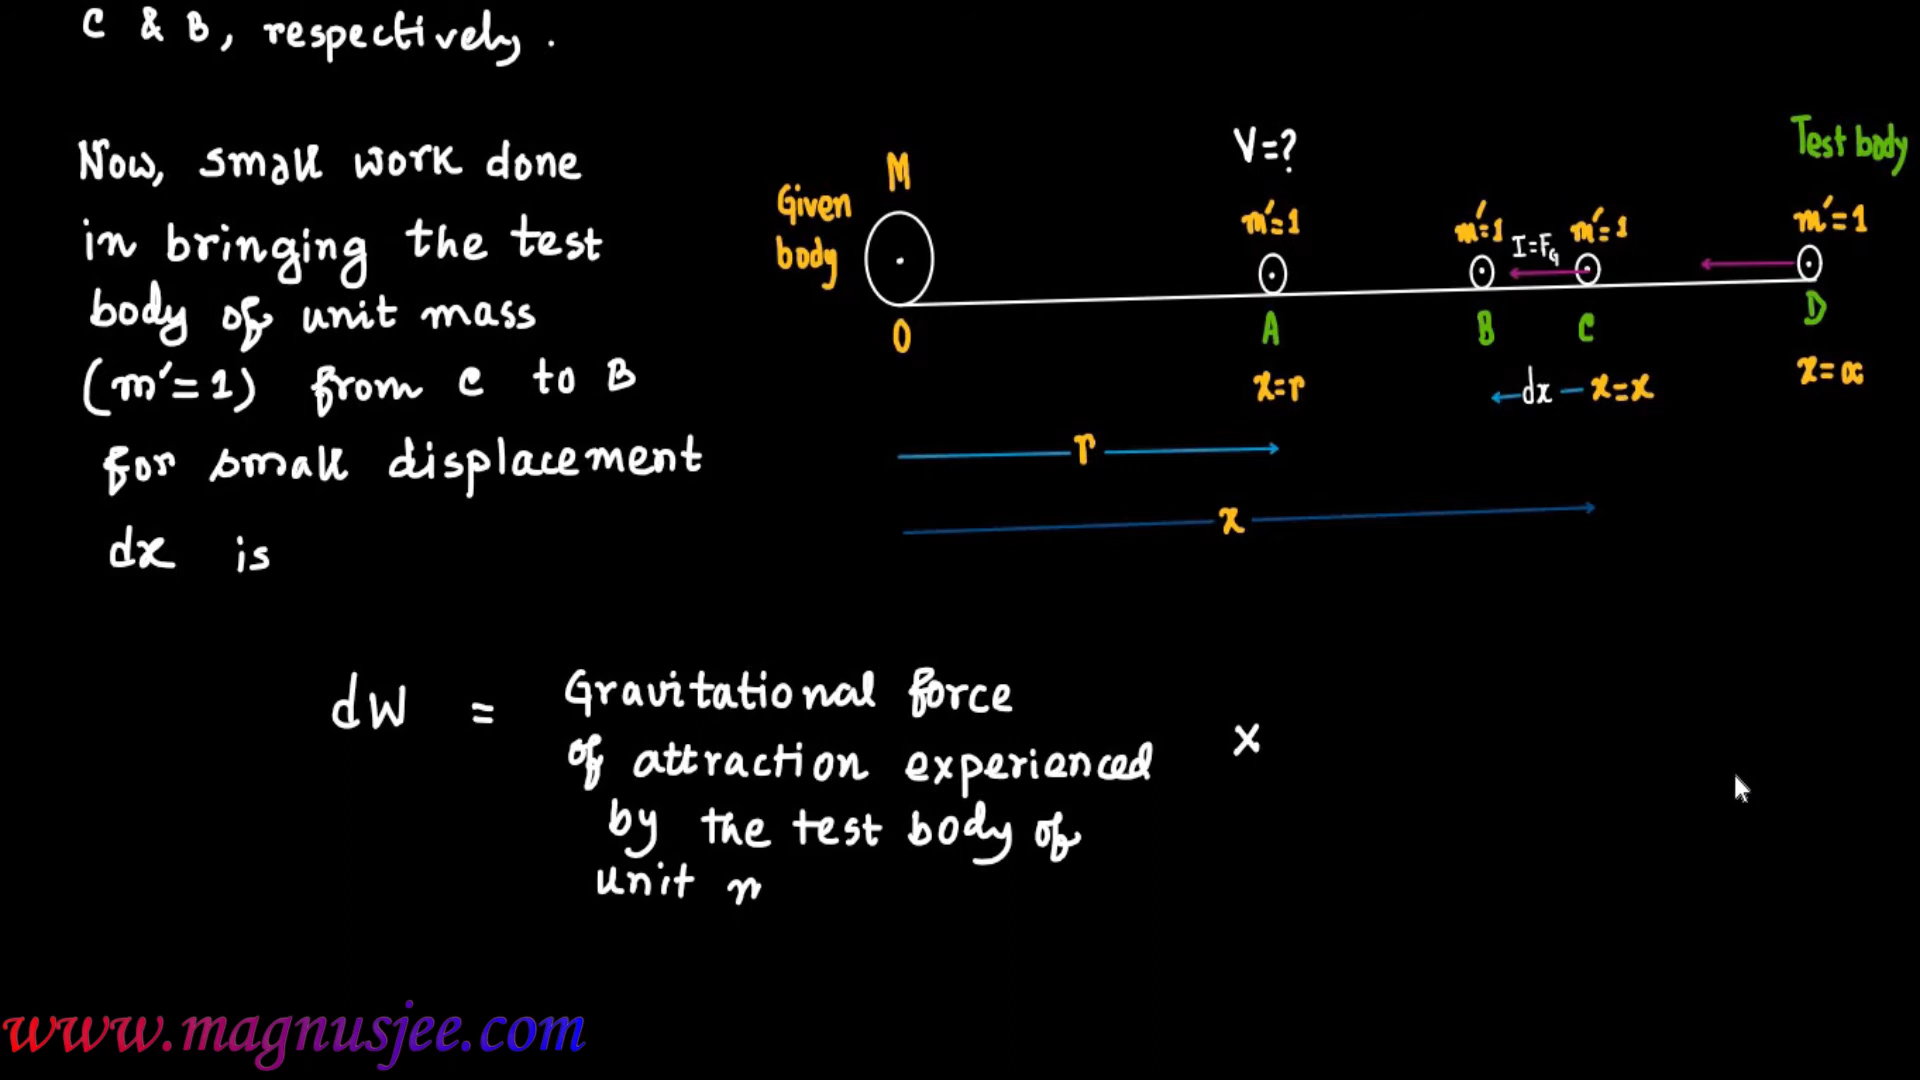 C & B, respectively.
Now, small work done
in bringing the test
body of unit mass
(m'=1) from C to B
for small displacement
dx is
Test body
V=?
M
Given
body
m'=1
m'=1
I=F_G
m'=1
m'=1
O
A
B
C
D
x=r
dx
x=x
x=∝
r
x
dW = Gravitational force
of attraction experienced
by the test body of
unit m
×
www.magnusjee.com